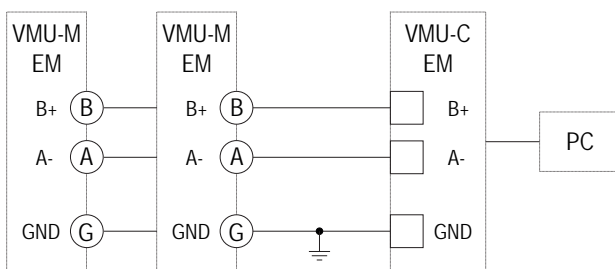 VMU-M
EM
VMU-M
EM
VMU-C
EM
B+ B
B+ B
B+
A- A
A- A
A-
PC
GND G
GND G
GND